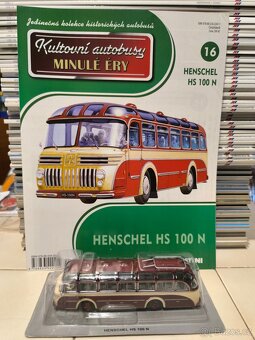 Jedinečná kolekce historických autobusů
Kultovní autobusy
MINULÉ ÉRY
16
HENSCHEL
HS 100 N
HENSCHEL HS 100 N
HENSCHEL HS 100 N